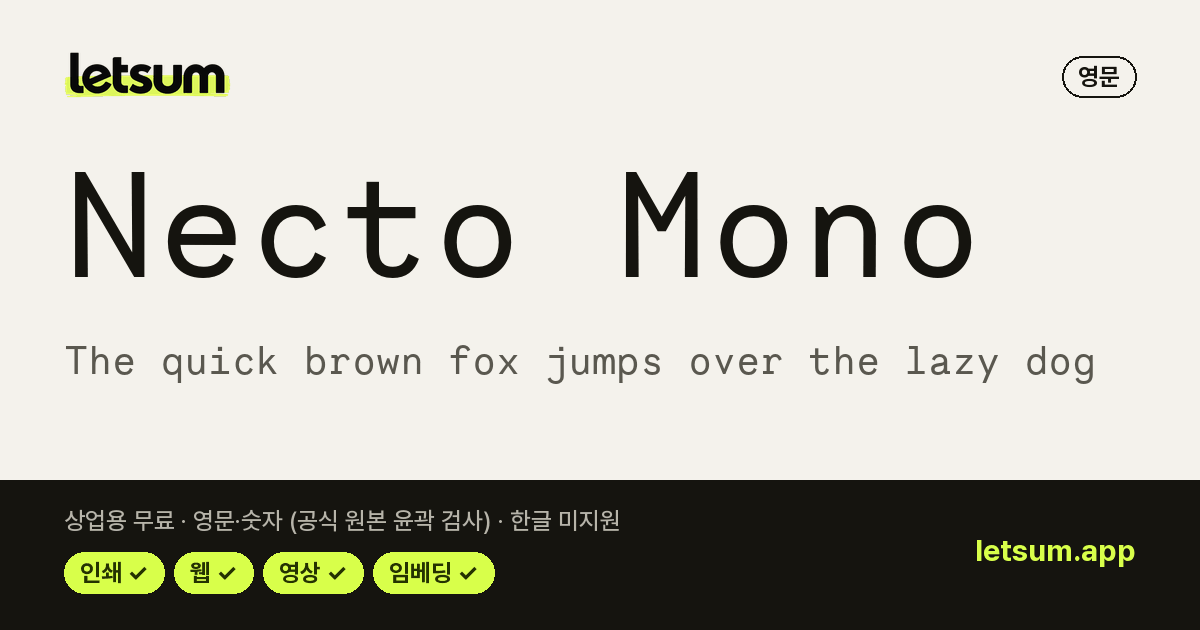 letsum
영문
Necto Mono
The quick brown fox jumps over the lazy dog
상업용 무료 · 영문·숫자 (공식 원본 윤곽 검사) · 한글 미지원
인쇄 ✓ 웹 ✓ 영상 ✓ 임베딩 ✓
letsum.app